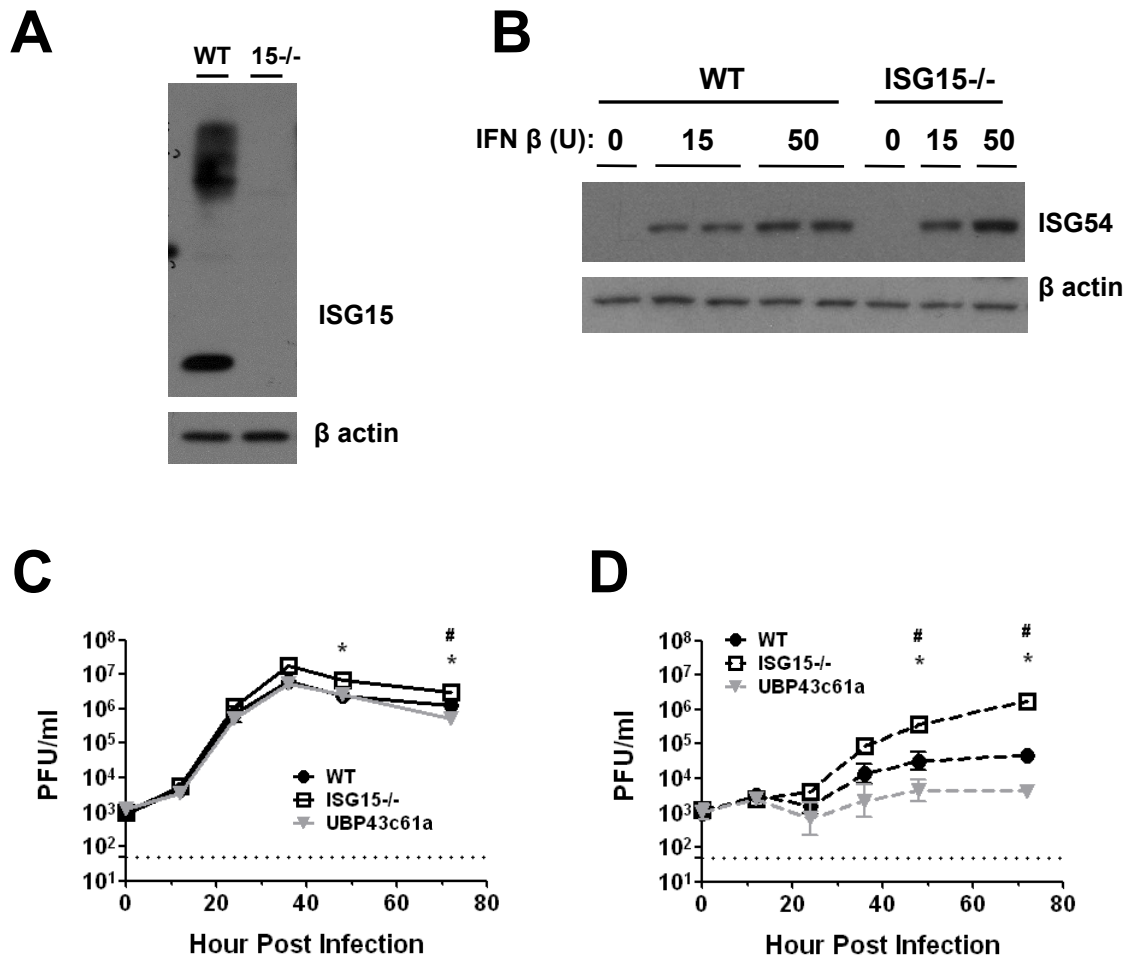 A
WT 15-/-
ISG15
β actin
B
WT ISG15-/-
IFN β (U): 0 15 50 0 15 50
ISG54
β actin
C
10⁸
10⁷
10⁶
10⁵
10⁴
10³
10²
10¹
PFU/ml
*
#
*
WT
ISG15-/-
UBP43c61a
0 20 40 60 80
Hour Post Infection
D
10⁸
10⁷
10⁶
10⁵
10⁴
10³
10²
10¹
PFU/ml
WT
ISG15-/-
UBP43c61a
# #
* *
0 20 40 60 80
Hour Post Infection